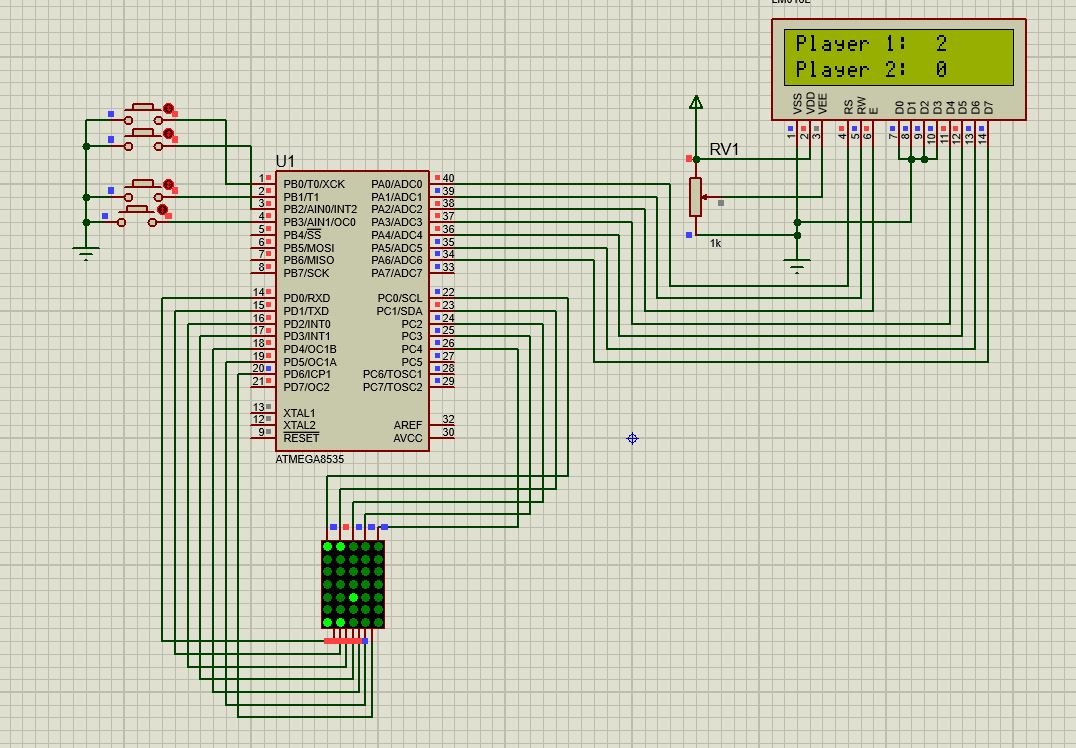 LM016L
Player 1: 2
Player 2: 0
VSS
VDD
VEE
RS
RW
E
D0
D1
D2
D3
D4
D5
D6
D7
1
2
3
4
5
6
7
8
9
10
11
12
13
14
RV1
1k
U1
1 PB0/T0/XCK PA0/ADC0 40
2 PB1/T1 PA1/ADC1 39
3 PB2/AIN0/INT2 PA2/ADC2 38
4 PB3/AIN1/OC0 PA3/ADC3 37
5 PB4/SS PA4/ADC4 36
6 PB5/MOSI PA5/ADC5 35
7 PB6/MISO PA6/ADC6 34
8 PB7/SCK PA7/ADC7 33
14 PD0/RXD PC0/SCL 22
15 PD1/TXD PC1/SDA 23
16 PD2/INT0 PC2 24
17 PD3/INT1 PC3 25
18 PD4/OC1B PC4 26
19 PD5/OC1A PC5 27
20 PD6/ICP1 PC6/TOSC1 28
21 PD7/OC2 PC7/TOSC2 29
13 XTAL1
12 XTAL2 AREF 32
9 RESET AVCC 30
ATMEGA8535